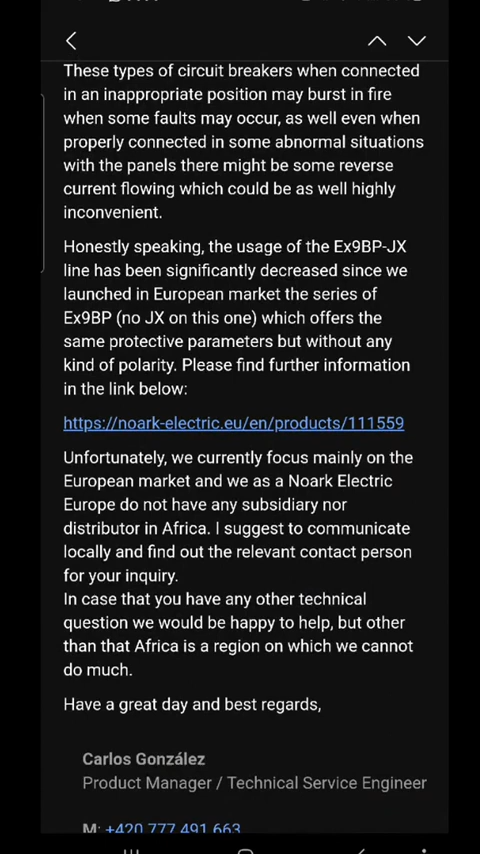 These types of circuit breakers when connected
in an inappropriate position may burst in fire
when some faults may occur, as well even when
properly connected in some abnormal situations
with the panels there might be some reverse
current flowing which could be as well highly
inconvenient.
Honestly speaking, the usage of the Ex9BP-JX
line has been significantly decreased since we
launched in European market the series of
Ex9BP (no JX on this one) which offers the
same protective parameters but without any
kind of polarity. Please find further information
in the link below:
https://noark-electric.eu/en/products/111559
Unfortunately, we currently focus mainly on the
European market and we as a Noark Electric
Europe do not have any subsidiary nor
distributor in Africa. I suggest to communicate
locally and find out the relevant contact person
for your inquiry.
In case that you have any other technical
question we would be happy to help, but other
than that Africa is a region on which we cannot
do much.
Have a great day and best regards,
Carlos González
Product Manager / Technical Service Engineer
M: +420 777 491 663